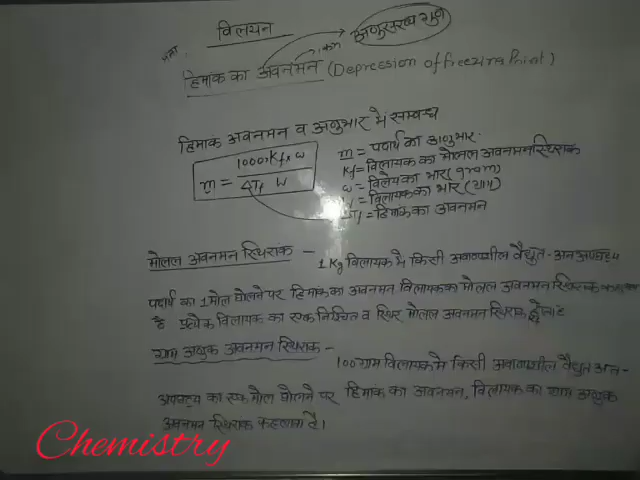 विलयन
अणुसंख्य गुण
हिमांक का अवनमन (Depression of freezing Point)
हिमांक अवनमन व अणुभार में सम्बन्ध
m = 1000×Kf×w / ΔTf W
m = पदार्थ का अणुभार
Kf = विलायक का मोलल अवनमन स्थिरांक
w = विलेय का भार (gram)
W = विलायक का भार (ग्राम)
ΔTf = हिमांक का अवनमन
मोलल अवनमन स्थिरांक – 1 Kg विलायक में किसी अवाष्पशील वैद्युत-अनअपघट्य
पदार्थ का 1 मोल घोलने पर हिमांक का अवनमन विलायक का मोलल अवनमन स्थिरांक
है प्रत्येक विलायक का एक निश्चित व स्थिर मोलल अवनमन स्थिरांक होता है
ग्राम अणुक अवनमन स्थिरांक – 100 ग्राम विलायक में किसी अवाष्पशील वैद्युत अन-
अपघट्य का एक मोल घोलने पर हिमांक का अवनमन, विलायक का ग्राम अणुक
अवनमन स्थिरांक कहलाता है।
Chemistry